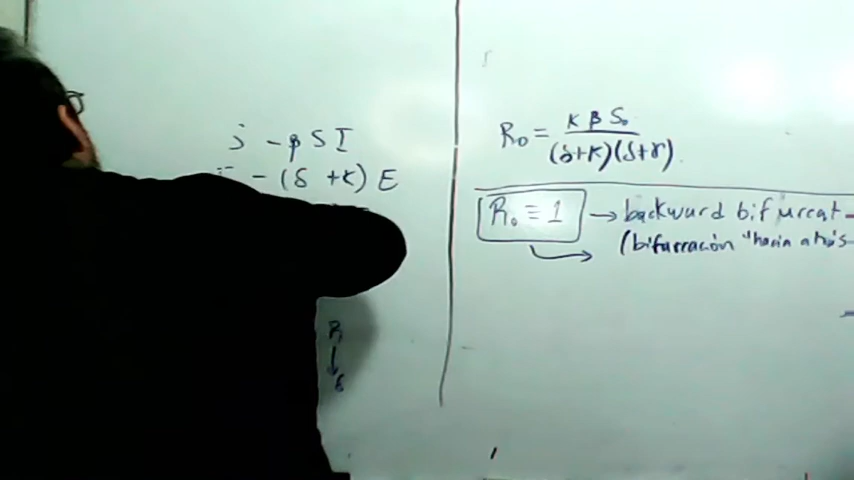 - β S I
- (δ + κ) E
R
↓
δ
R₀ = κ β S₀ / (δ+κ)(δ+γ)
R₀ ≡ 1 → backward bifurcat
(bifurcación "hacia atrás